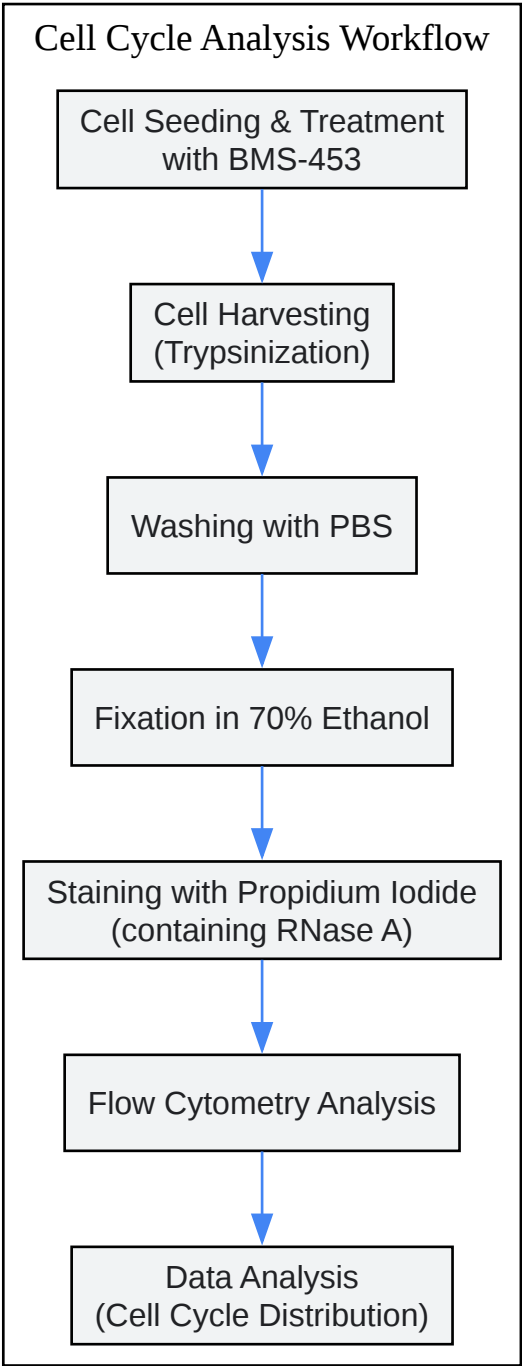 Cell Cycle Analysis Workflow
Cell Seeding & Treatment
with BMS-453
Cell Harvesting
(Trypsinization)
Washing with PBS
Fixation in 70% Ethanol
Staining with Propidium Iodide
(containing RNase A)
Flow Cytometry Analysis
Data Analysis
(Cell Cycle Distribution)